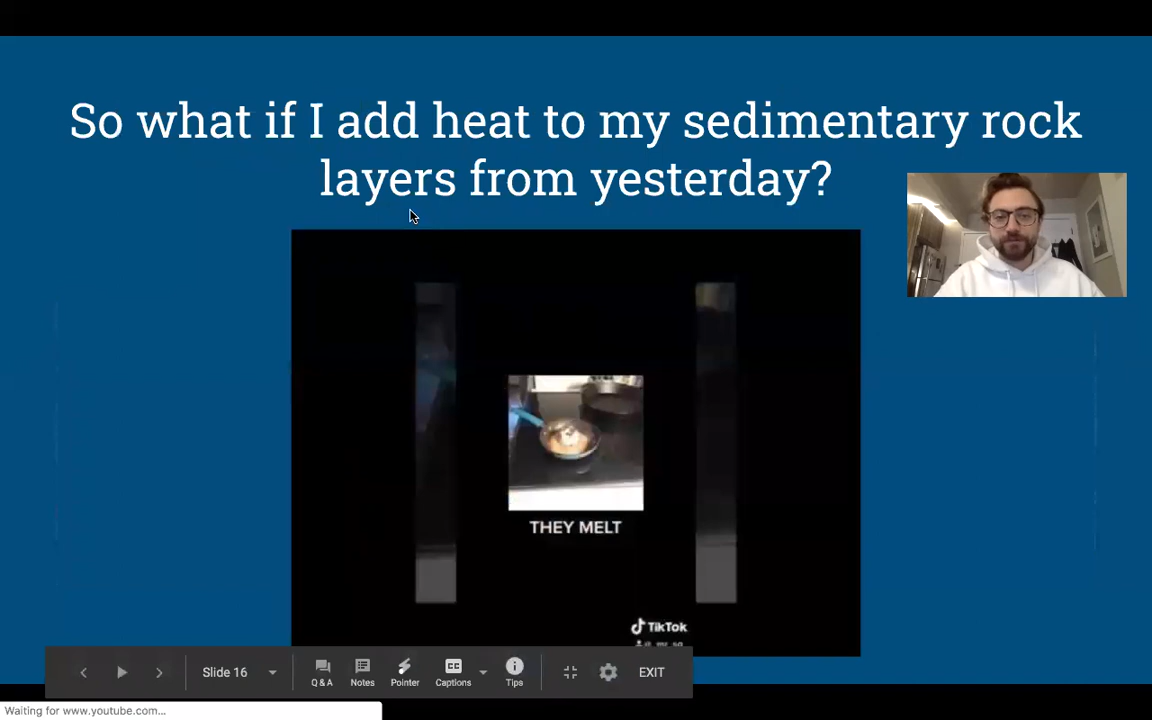 So what if I add heat to my sedimentary rock
layers from yesterday?
THEY MELT
TikTok
Slide 16
Q & A
Notes
Pointer
Captions
Tips
EXIT
Waiting for www.youtube.com...